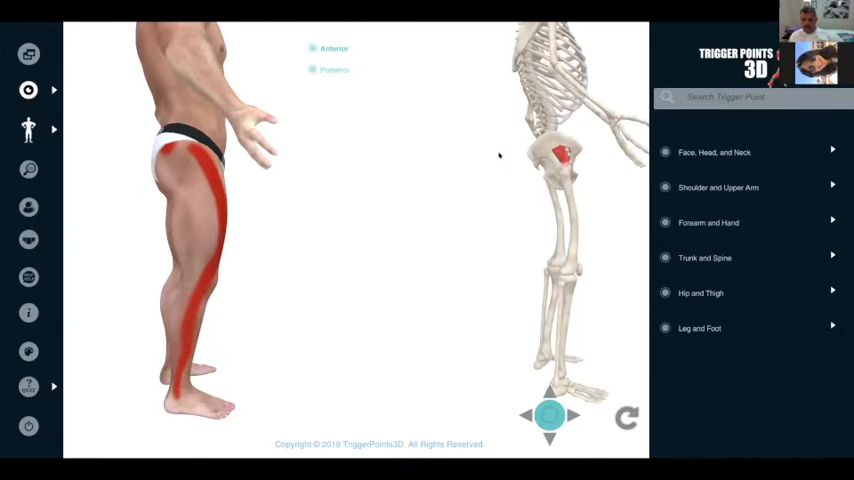 Anterior
Posterior
TRIGGER POINTS
3D
Search Trigger Point
Face, Head, and Neck
Shoulder and Upper Arm
Forearm and Hand
Trunk and Spine
Hip and Thigh
Leg and Foot
?
Copyright © 2019 TriggerPoints3D. All Rights Reserved